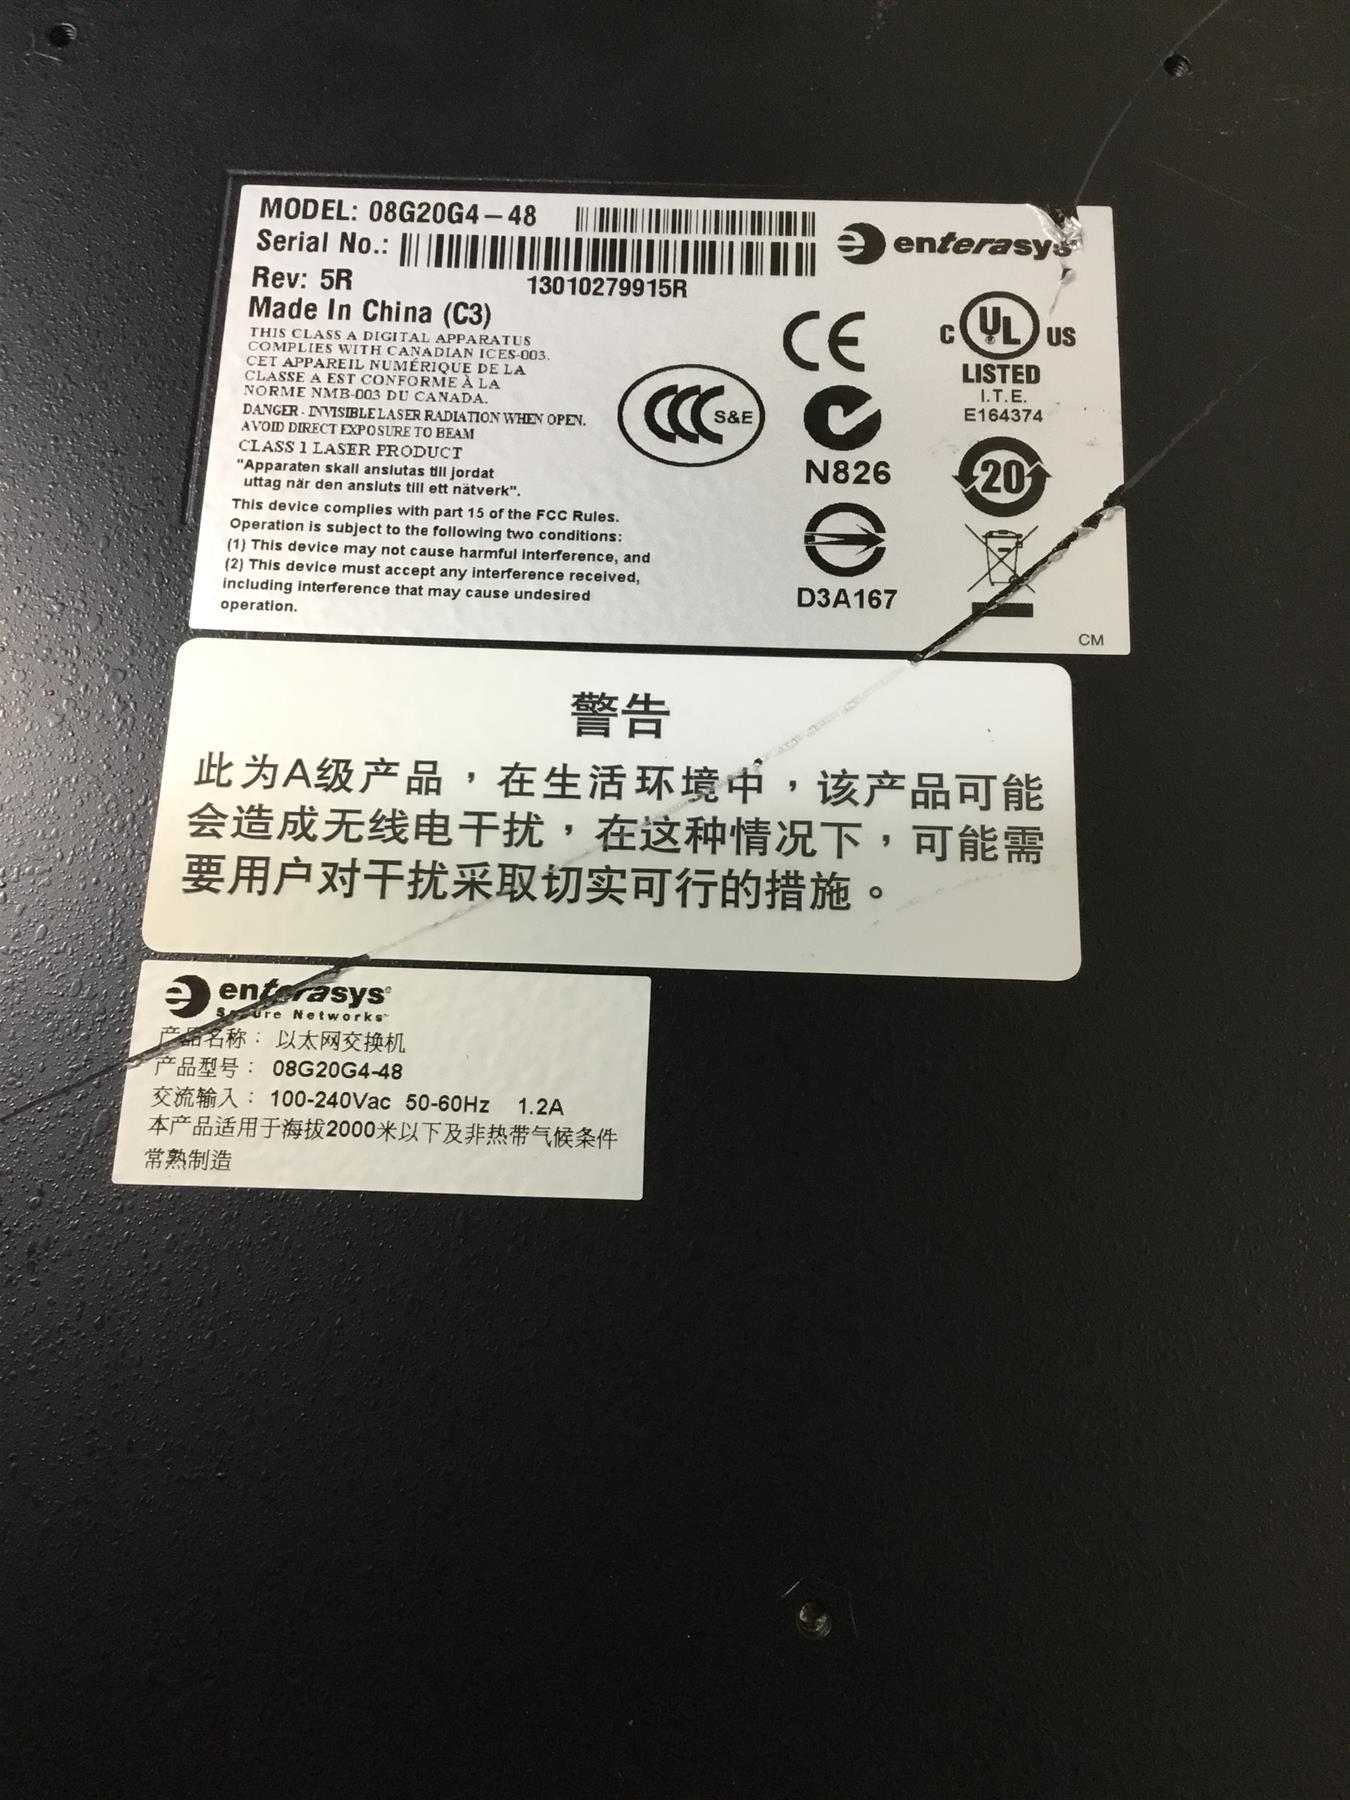 MODEL: 08G20G4-48
enterasys
Serial No.:
Rev: 5R
13010279915R
Made In China (C3)
THIS CLASS A DIGITAL APPARATUS
COMPLIES WITH CANADIAN ICES-003.
CET APPAREIL NUMÉRIQUE DE LA
CLASSE A EST CONFORME À LA
NORME NMB-003 DU CANADA.
DANGER - INVISIBLE LASER RADIATION WHEN OPEN.
AVOID DIRECT EXPOSURE TO BEAM
CLASS 1 LASER PRODUCT
"Apparaten skall anslutas till jordat
uttag när den ansluts till ett nätverk".
This device complies with part 15 of the FCC Rules.
Operation is subject to the following two conditions:
(1) This device may not cause harmful interference, and
(2) This device must accept any interference received,
including interference that may cause undesired
operation.
CCC S&E
CE
N826
D3A167
C UL US
LISTED
I.T.E.
E164374
20
CM
警告
此为A级产品，在生活环境中，该产品可能
会造成无线电干扰，在这种情况下，可能需
要用户对干扰采取切实可行的措施。
enterasys®
Secure Networks™
产品名称： 以太网交换机
产品型号： 08G20G4-48
交流输入： 100-240Vac 50-60Hz 1.2A
本产品适用于海拔2000米以下及非热带气候条件
常熟制造